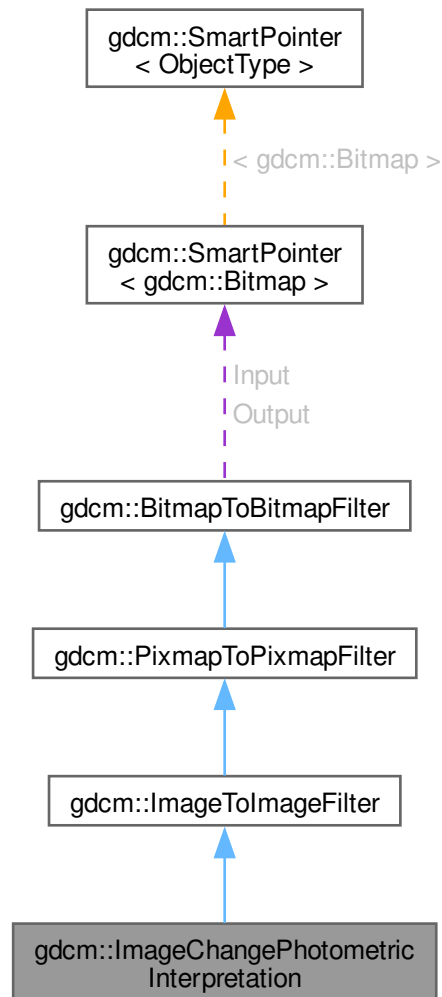 gdcm::SmartPointer
< ObjectType >
< gdcm::Bitmap >
gdcm::SmartPointer
< gdcm::Bitmap >
Input
Output
gdcm::BitmapToBitmapFilter
gdcm::PixmapToPixmapFilter
gdcm::ImageToImageFilter
gdcm::ImageChangePhotometric
Interpretation